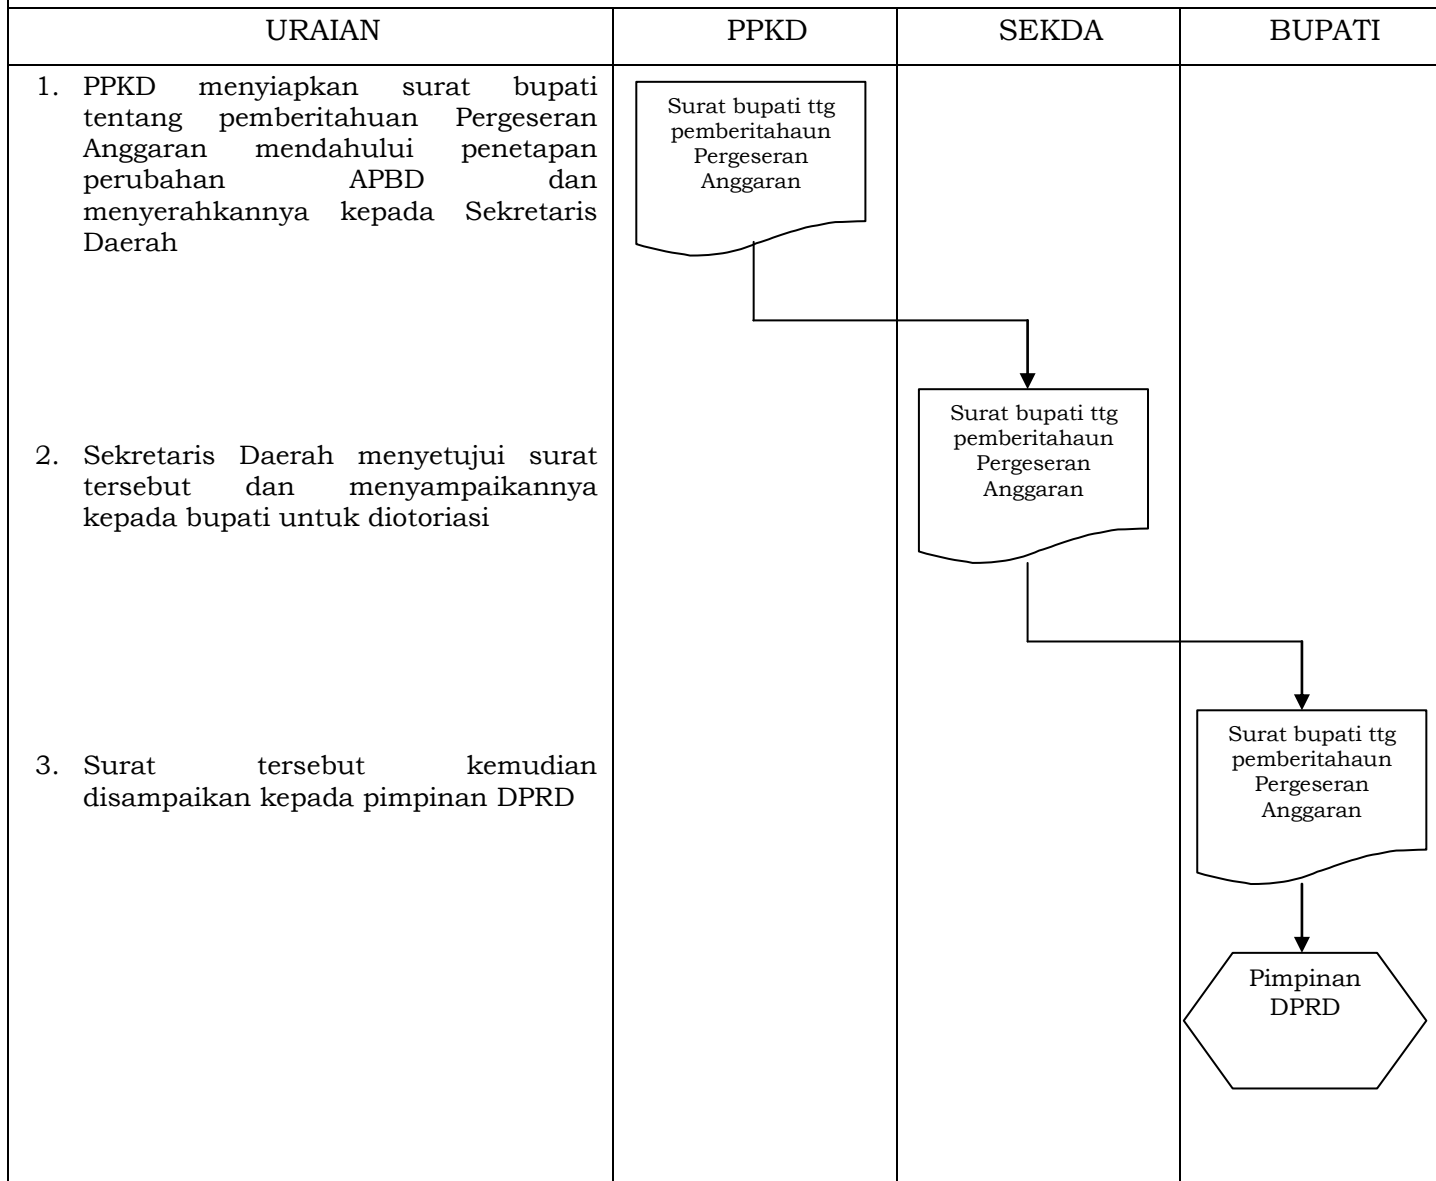 URAIAN PPKD SEKDA BUPATI
1. PPKD menyiapkan surat bupati
tentang pemberitahuan Pergeseran
Anggaran mendahului penetapan
perubahan APBD dan
menyerahkannya kepada Sekretaris
Daerah
Surat bupati ttg
pemberitahaun
Pergeseran
Anggaran
2. Sekretaris Daerah menyetujui surat
tersebut dan menyampaikannya
kepada bupati untuk diotoriasi
Surat bupati ttg
pemberitahaun
Pergeseran
Anggaran
3. Surat tersebut kemudian
disampaikan kepada pimpinan DPRD
Surat bupati ttg
pemberitahaun
Pergeseran
Anggaran
Pimpinan
DPRD